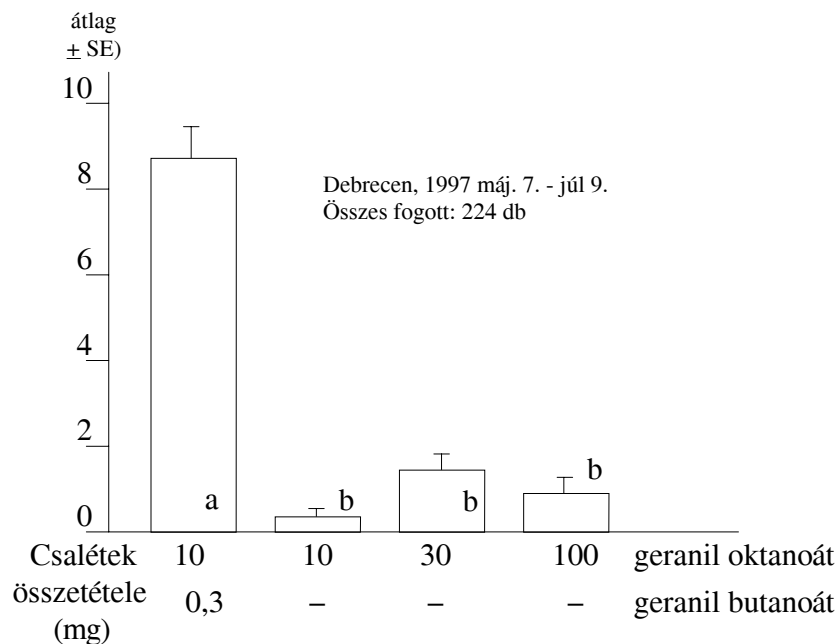 átlag
± SE)
10
8
Debrecen, 1997 máj. 7. - júl 9.
Összes fogott: 224 db
6
4
2
a b b b
0
Csalétek 10 10 30 100 geranil oktanoát
összetétele 0,3 – – – geranil butanoát
(mg)